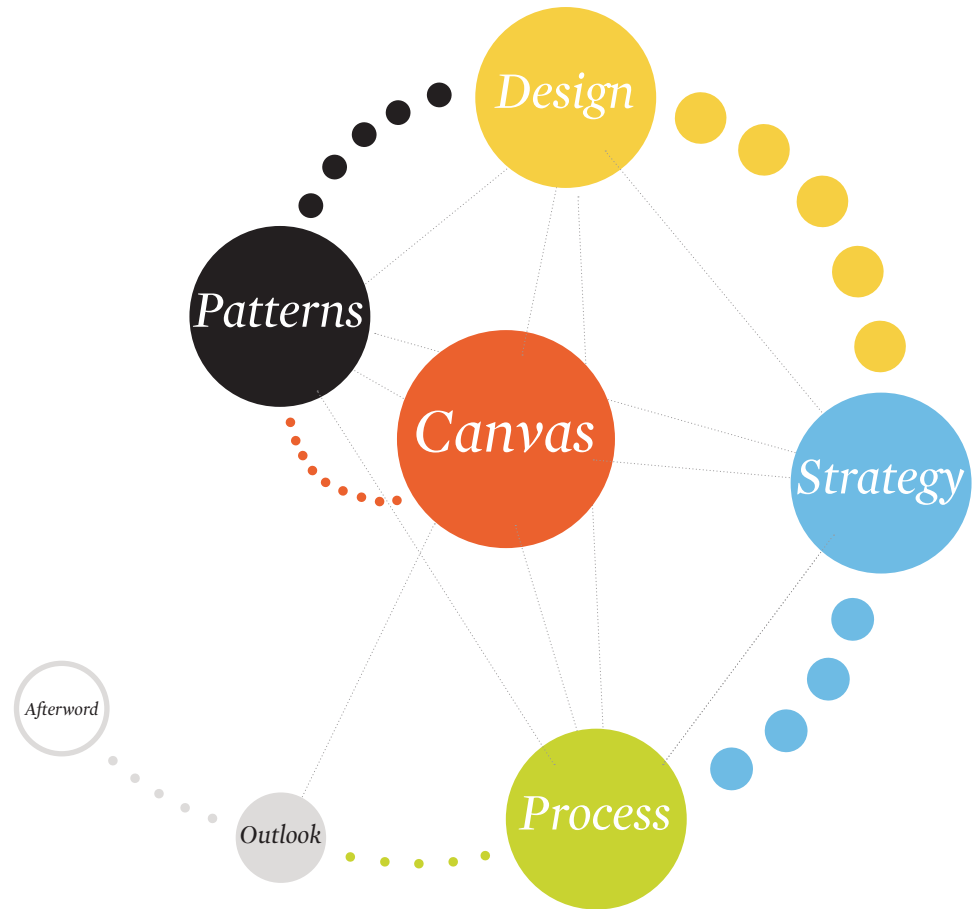 Design
Patterns
Canvas
Strategy
Afterword
Process
Outlook